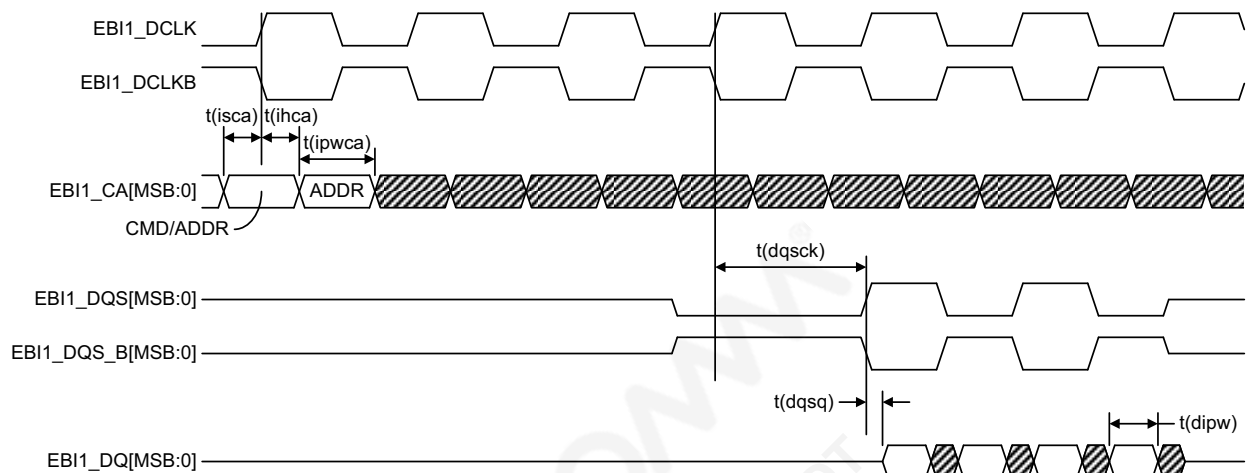 EBI1_DCLK
EBI1_DCLKB
t(isca)
t(ihca)
t(ipwca)
EBI1_CA[MSB:0]
ADDR
CMD/ADDR
t(dqsck)
EBI1_DQS[MSB:0]
EBI1_DQS_B[MSB:0]
t(dqsq)
t(dipw)
EBI1_DQ[MSB:0]